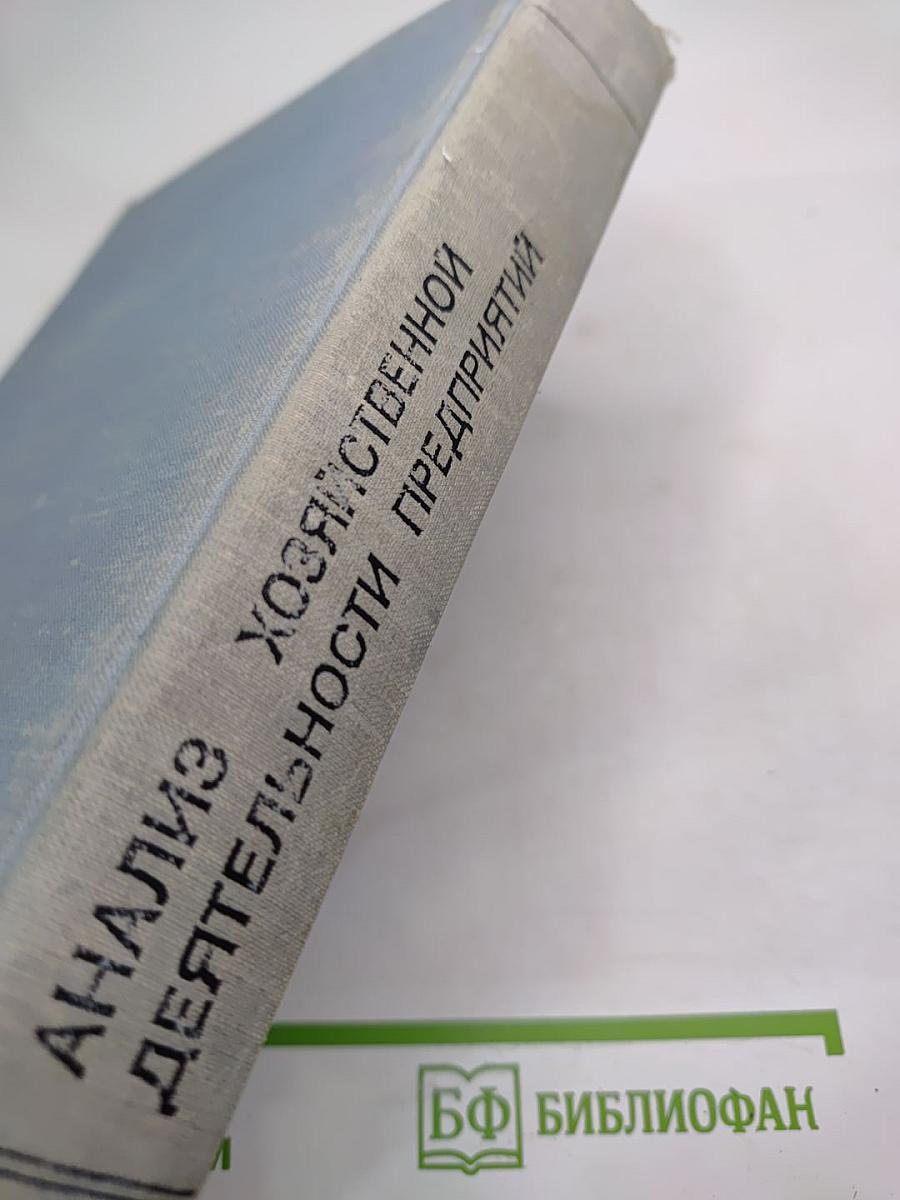 АНАЛИЗ ХОЗЯЙСТВЕННОЙ
ДЕЯТЕЛЬНОСТИ ПРЕДПРИЯТИЙ
БФ БИБЛИОФАН